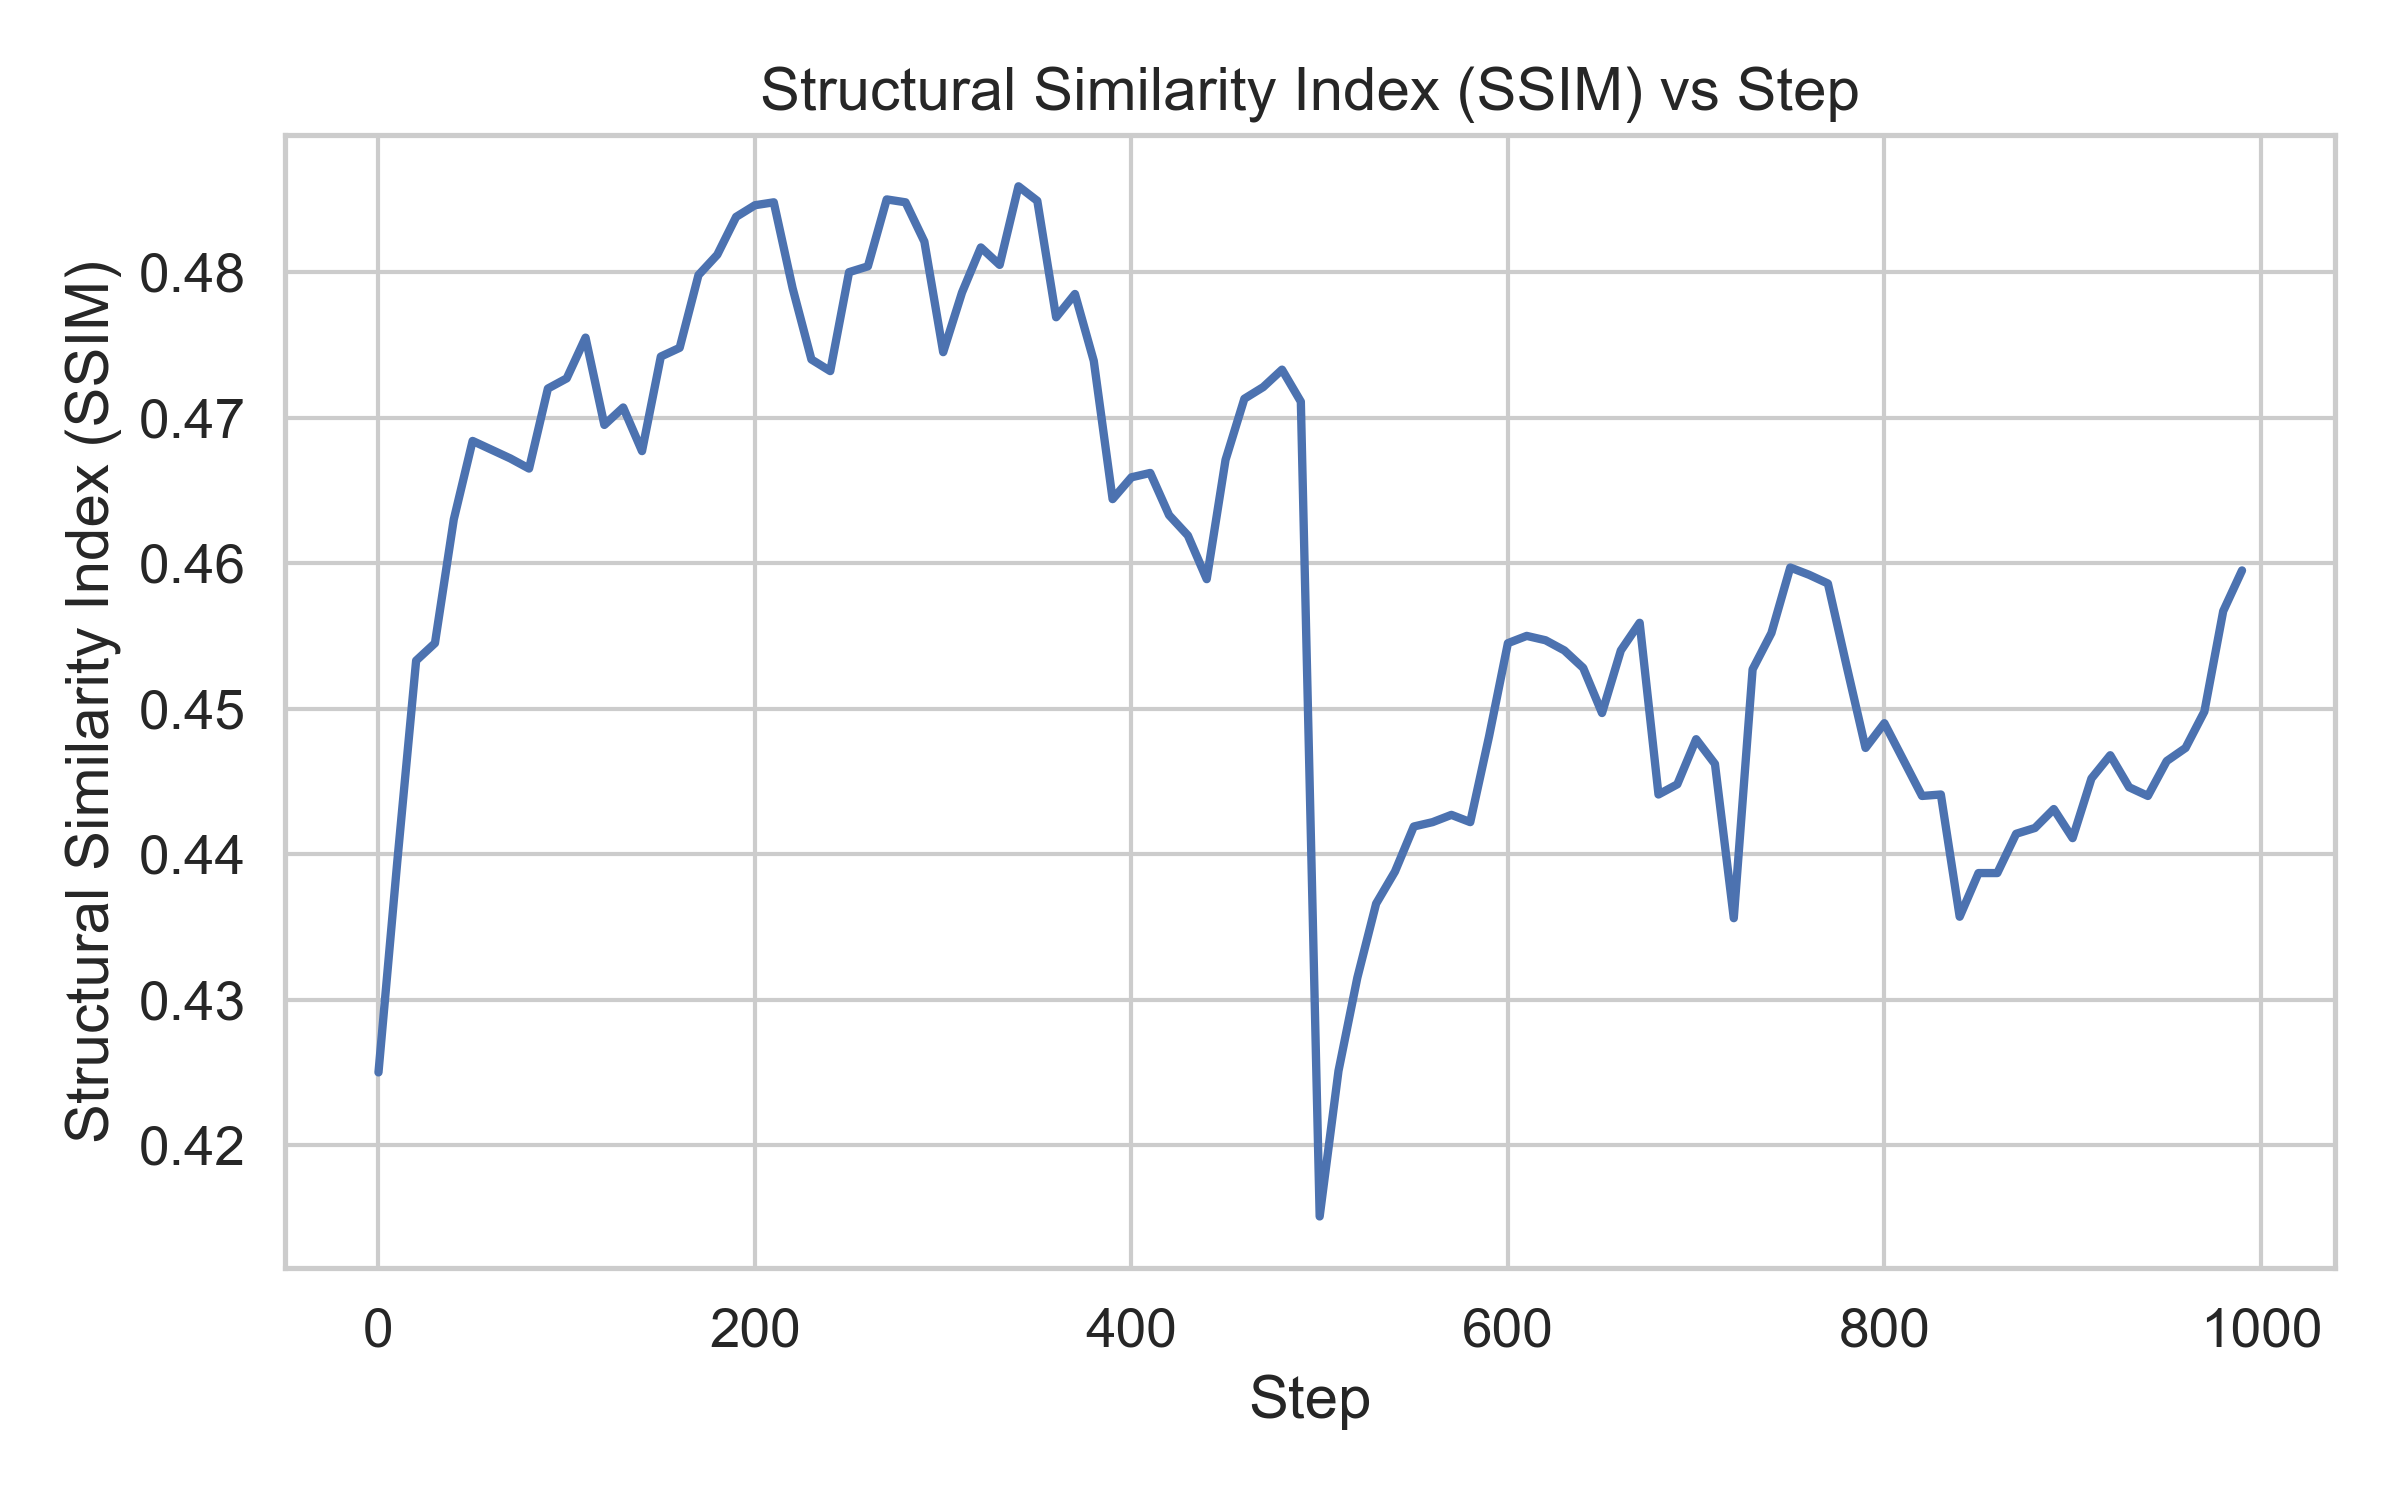 Structural Similarity Index (SSIM) vs Step
Structural Similarity Index (SSIM)
0.48
0.47
0.46
0.45
0.44
0.43
0.42
0 200 400 600 800 1000
Step